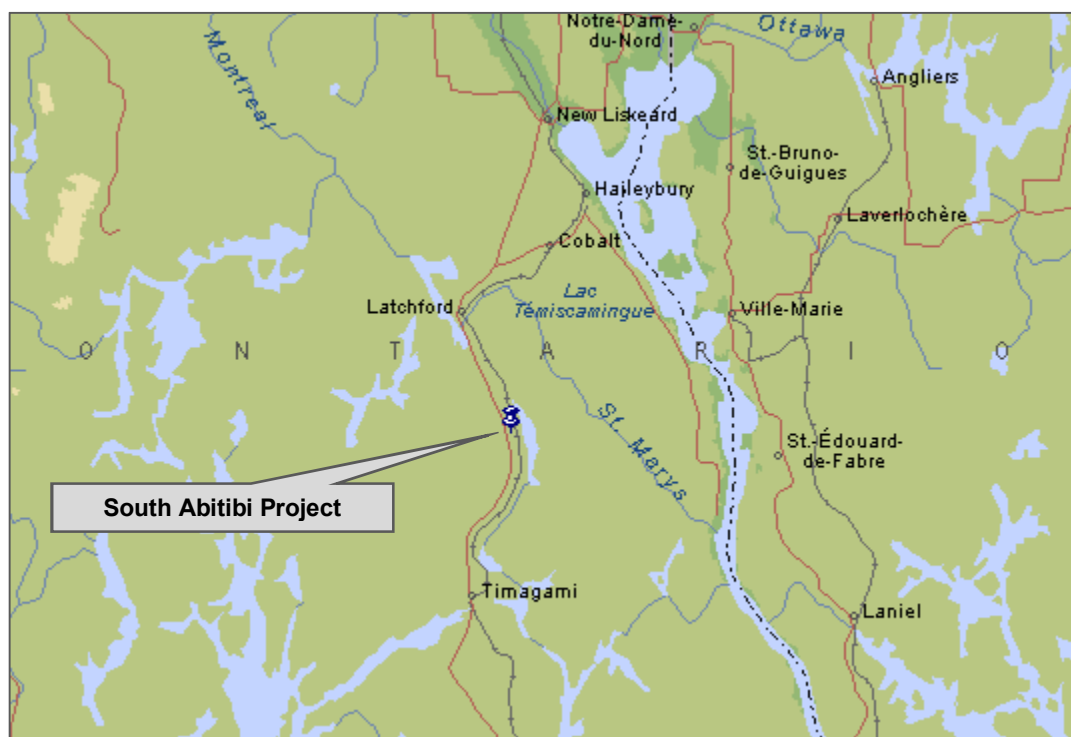 Notre-Dame-
du-Nord
Ottawa
Montreal
Angliers
New Liskeard
St.-Bruno-
de-Guigues
Haileybury
Laverlochère
Cobalt
Lac
Témiscamingue
Latchford
Ville-Marie
O N T A R I O
St. Marys
St.-Édouard-
de-Fabre
South Abitibi Project
Timagami
Laniel